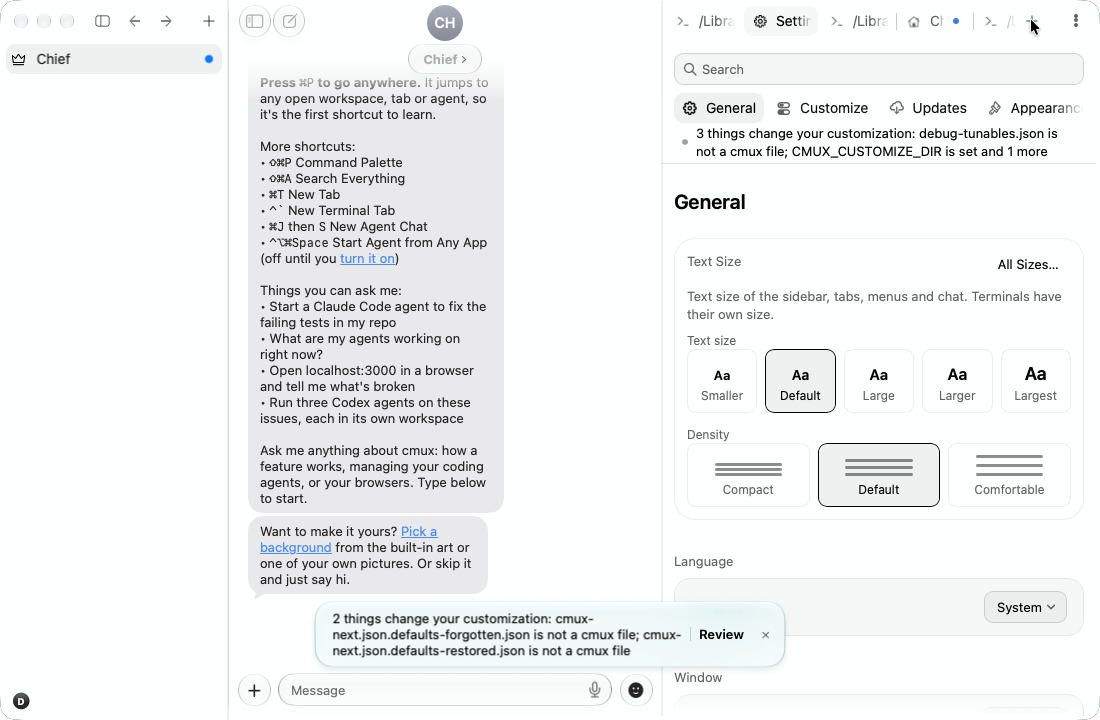 /Libra
Settin
/Libra
Ch
Chief
CH
Chief >
Search
General
Customize
Updates
Appearanc
3 things change your customization: debug-tunables.json is
not a cmux file; CMUX_CUSTOMIZE_DIR is set and 1 more
Press ⌘P to go anywhere. It jumps to
any open workspace, tab or agent, so
it's the first shortcut to learn.
More shortcuts:
• ⇧⌘P Command Palette
• ⇧⌘A Search Everything
• ⌘T New Tab
• ^` New Terminal Tab
• ⌘J then S New Agent Chat
• ^⌥⌘Space Start Agent from Any App
(off until you turn it on)
Things you can ask me:
• Start a Claude Code agent to fix the
failing tests in my repo
• What are my agents working on
right now?
• Open localhost:3000 in a browser
and tell me what's broken
• Run three Codex agents on these
issues, each in its own workspace
Ask me anything about cmux: how a
feature works, managing your coding
agents, or your browsers. Type below
to start.
Want to make it yours? Pick a
background from the built-in art or
one of your own pictures. Or skip it
and just say hi.
General
Text Size
All Sizes...
Text size of the sidebar, tabs, menus and chat. Terminals have
their own size.
Text size
Aa Aa Aa Aa Aa
Smaller Default Large Larger Largest
Density
Compact Default Comfortable
Language
System
2 things change your customization: cmux-
next.json.defaults-forgotten.json is not a cmux file; cmux-
next.json.defaults-restored.json is not a cmux file
Review
×
Window
Message
D